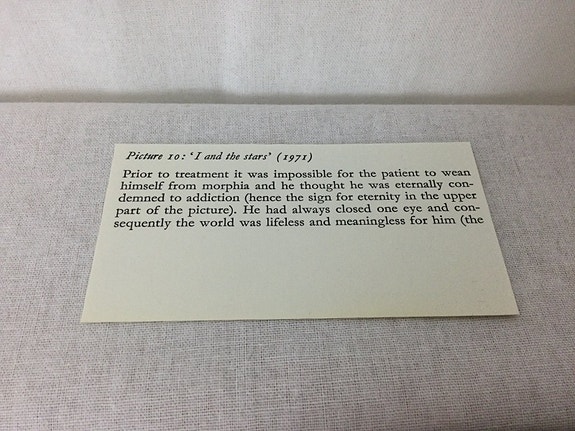 Picture 10: ‘I and the stars’ (1971)
Prior to treatment it was impossible for the patient to wean
himself from morphia and he thought he was eternally con-
demned to addiction (hence the sign for eternity in the upper
part of the picture). He had always closed one eye and con-
sequently the world was lifeless and meaningless for him (the